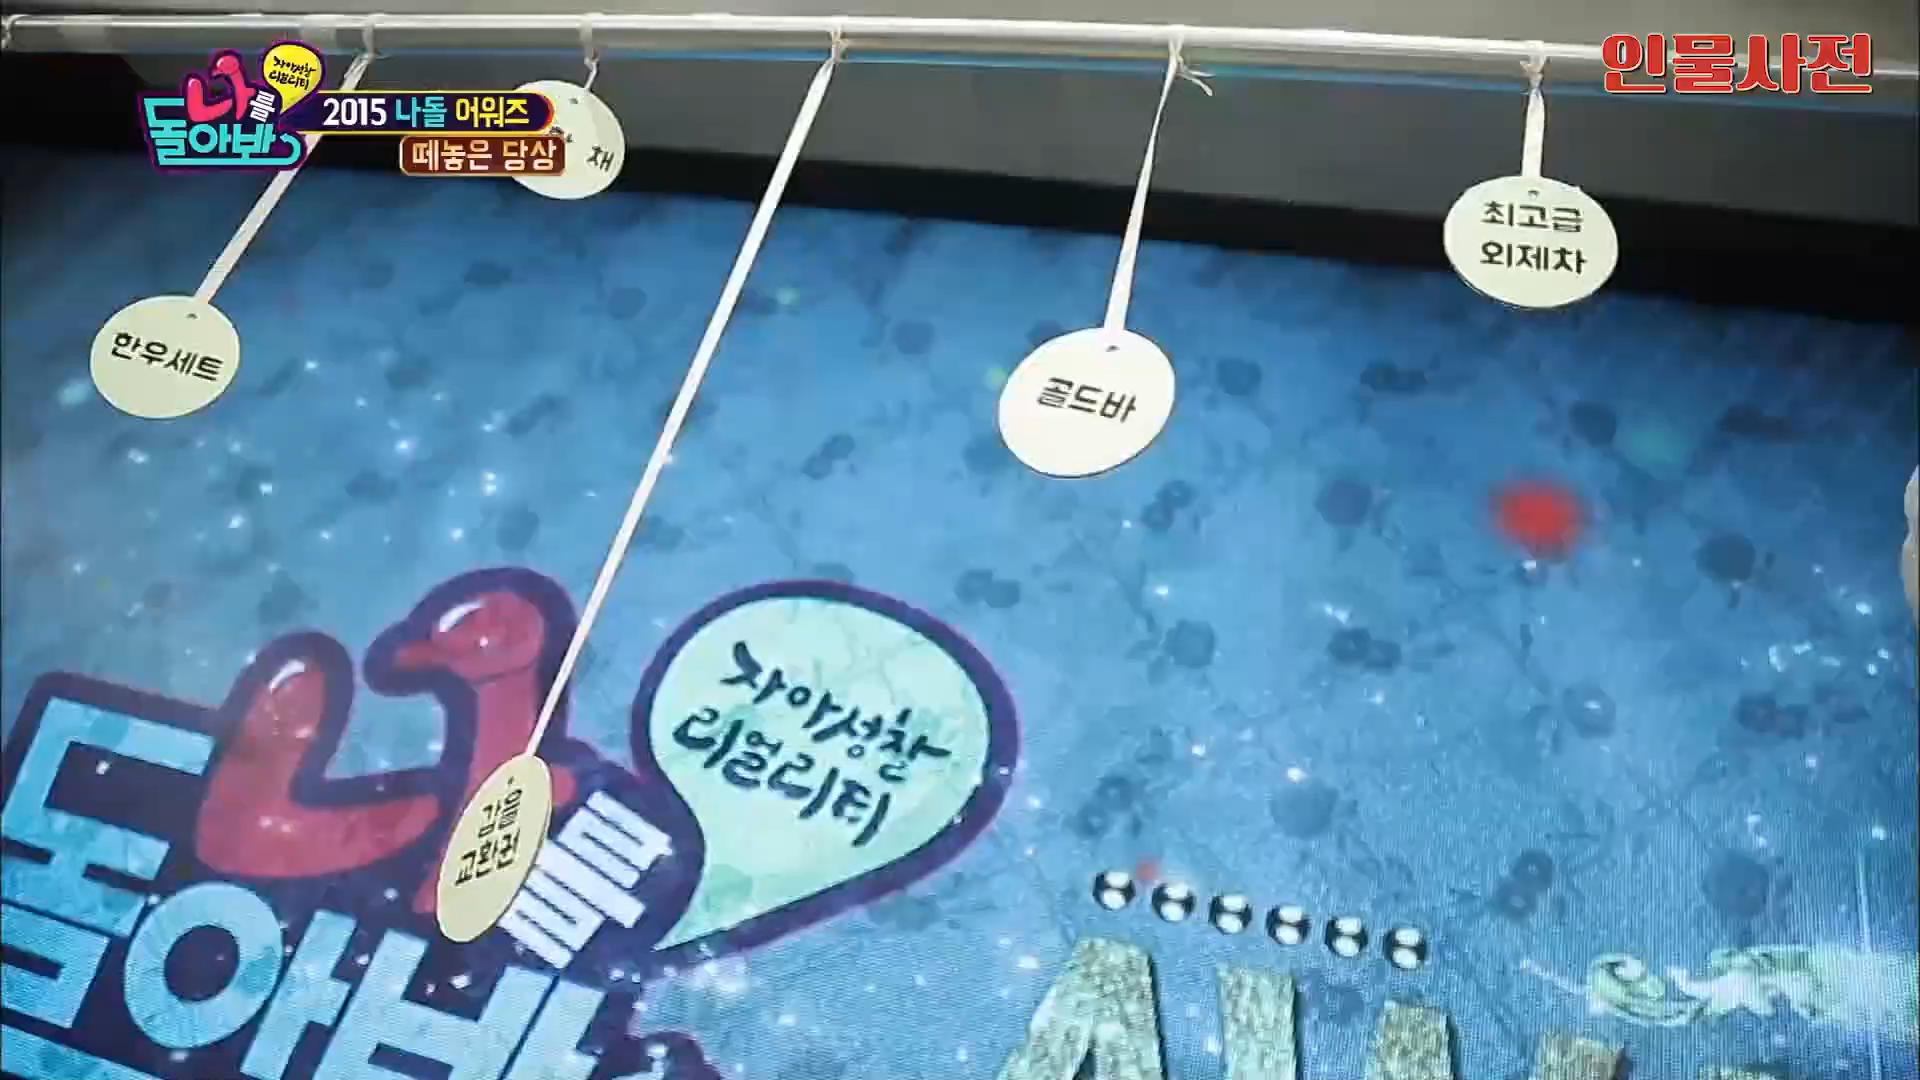 인물사전
자아성찰
리얼리티
나를
돌아봐
2015 나돌 어워즈
떼놓은 당상
채
최고급
외제차
한우세트
골드바
감을
교환권
자아성찰
리얼리티
나를
돌아봐